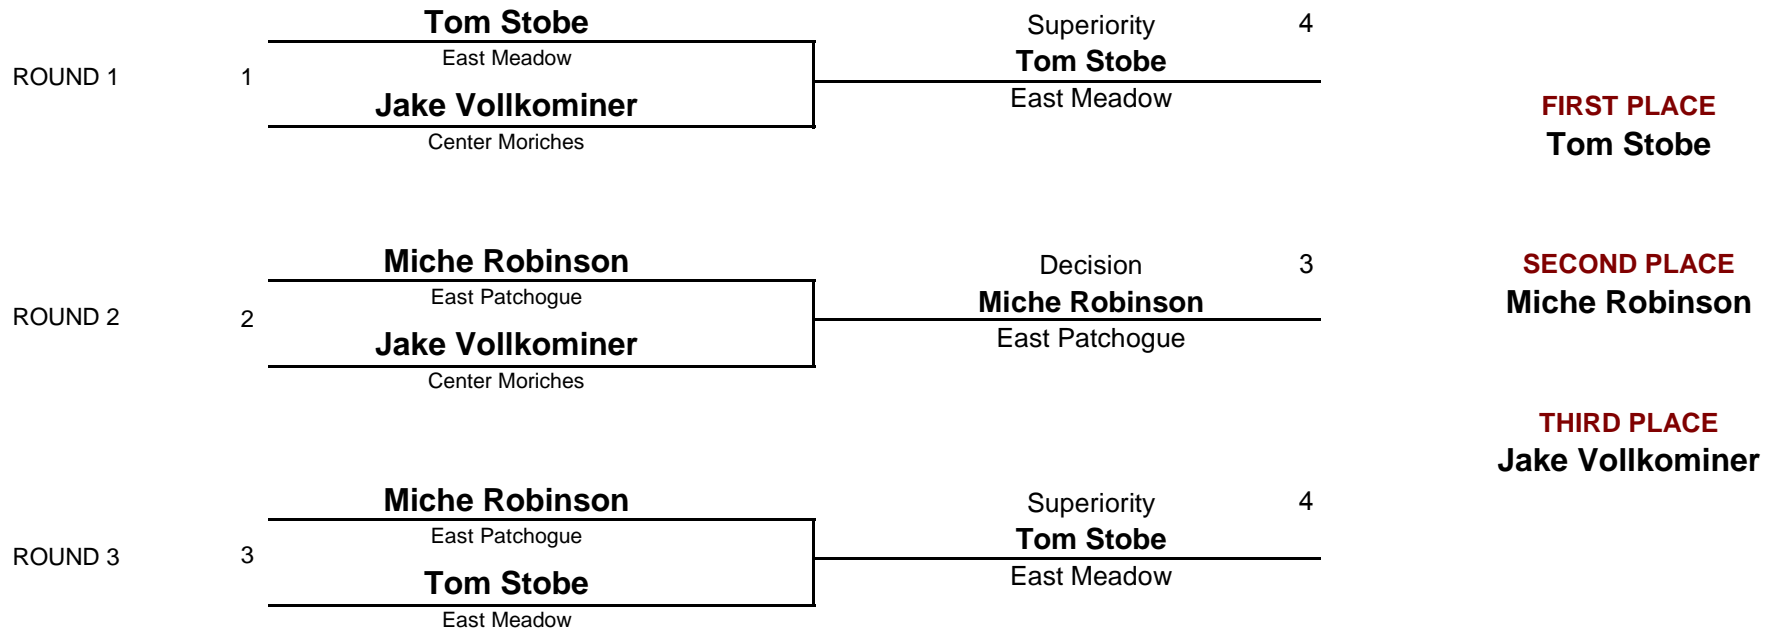 Tom Stobe
East Meadow
ROUND 1
1
Jake Vollkominer
Center Moriches
Superiority 4
Tom Stobe
East Meadow
Miche Robinson
East Patchogue
ROUND 2
2
Jake Vollkominer
Center Moriches
Decision 3
Miche Robinson
East Patchogue
Miche Robinson
East Patchogue
ROUND 3
3
Tom Stobe
East Meadow
Superiority 4
Tom Stobe
East Meadow
FIRST PLACE
Tom Stobe
SECOND PLACE
Miche Robinson
THIRD PLACE
Jake Vollkominer